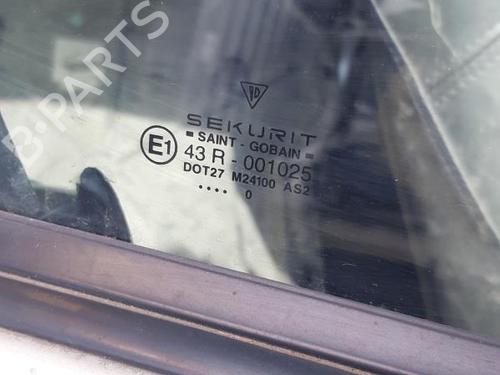 B-PARTS
SEKURIT
SAINT - GOBAIN
E1 43 R - 001025
DOT27 M24100 AS2
.... 0